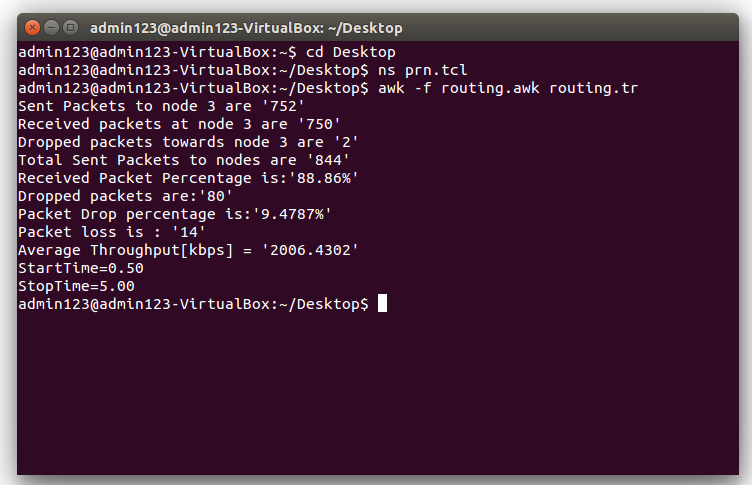 admin123@admin123-VirtualBox: ~/Desktop
admin123@admin123-VirtualBox:~$ cd Desktop
admin123@admin123-VirtualBox:~/Desktop$ ns prn.tcl
admin123@admin123-VirtualBox:~/Desktop$ awk -f routing.awk routing.tr
Sent Packets to node 3 are '752'
Received packets at node 3 are '750'
Dropped packets towards node 3 are '2'
Total Sent Packets to nodes are '844'
Received Packet Percentage is:'88.86%'
Dropped packets are:'80'
Packet Drop percentage is:'9.4787%'
Packet loss is : '14'
Average Throughput[kbps] = '2006.4302'
StartTime=0.50
StopTime=5.00
admin123@admin123-VirtualBox:~/Desktop$